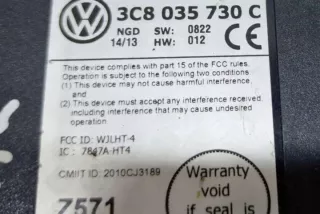 3C8 035 730 C
NGD SW: 0822
14/13 HW: 012
This device complies with part 15 of the FCC rules.
Operation is subject to the following two conditions:
(1) This device may not cause harmful interference,
and
(2) This device must accept any interference received,
including interference that may cause undesired
operation.
FCC ID: WJLHT-4
IC : 7847A-HT4
CMIIT ID: 2010CJ3189
Z571
Warranty
void
if seal is